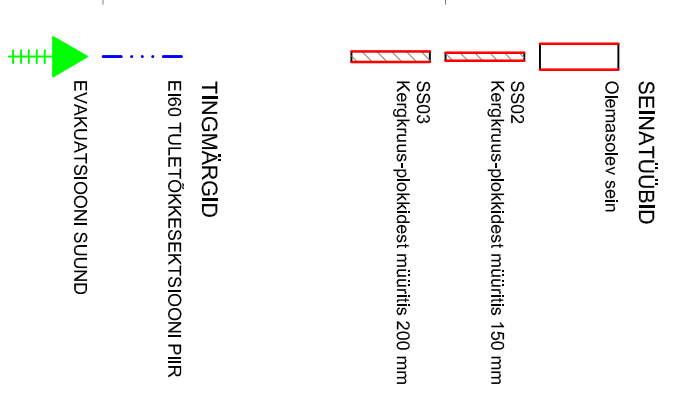 SEINATÜÜBID
Olemasolev sein
SS02
Kergkruus-plokkidest müüritis 150 mm
SS03
Kergkruus-plokkidest müüritis 200 mm
TINGMÄRGID
EI60 TULETÕKKESEKTSIOONI PIIR
EVAKUATSIOONI SUUND